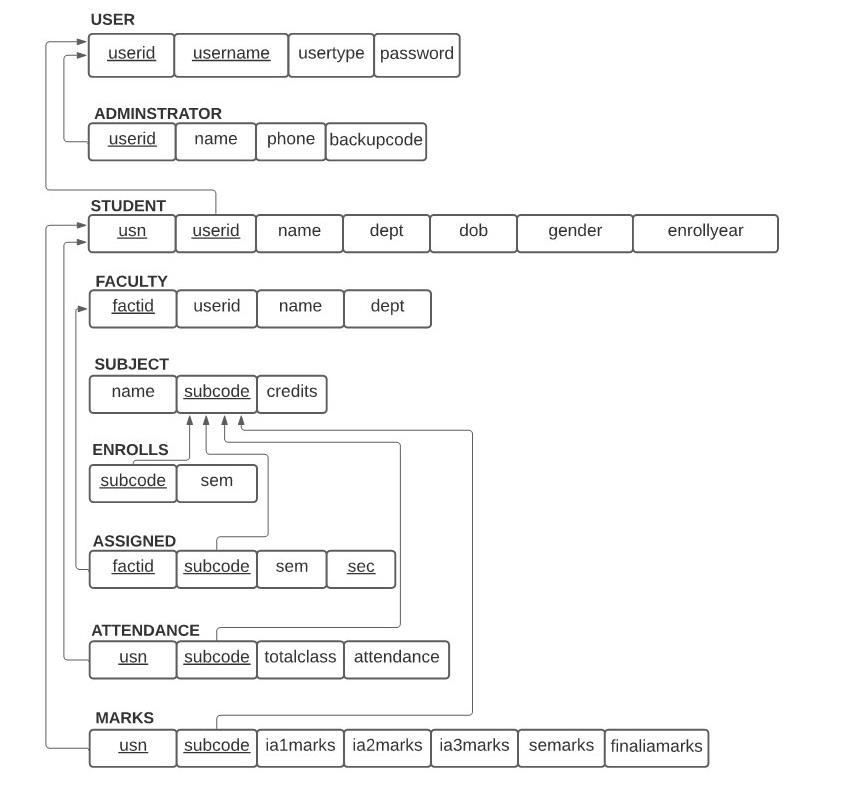 USER
userid username usertype password
ADMINSTRATOR
userid name phone backupcode
STUDENT
usn userid name dept dob gender enrollyear
FACULTY
factid userid name dept
SUBJECT
name subcode credits
ENROLLS
subcode sem
ASSIGNED
factid subcode sem sec
ATTENDANCE
usn subcode totalclass attendance
MARKS
usn subcode ia1marks ia2marks ia3marks semarks finaliamarks